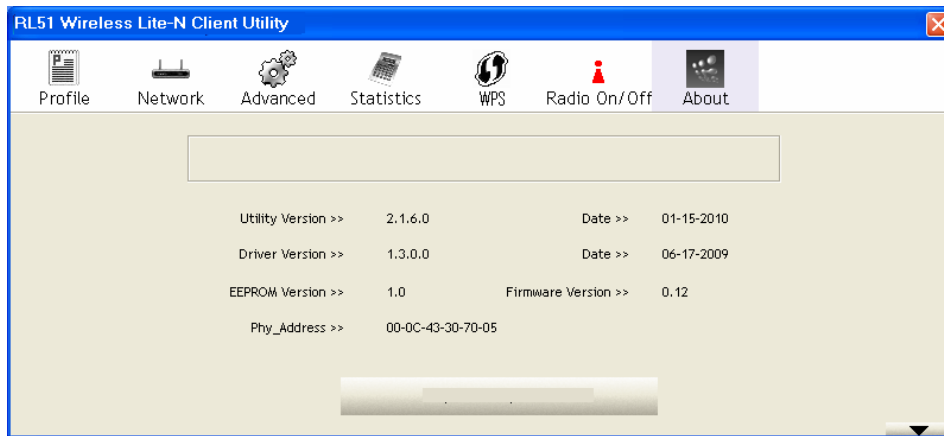 RL51 Wireless Lite-N Client Utility
Profile Network Advanced Statistics WPS Radio On/Off About
Utility Version >> 2.1.6.0 Date >> 01-15-2010
Driver Version >> 1.3.0.0 Date >> 06-17-2009
EEPROM Version >> 1.0 Firmware Version >> 0.12
Phy_Address >> 00-0C-43-30-70-05